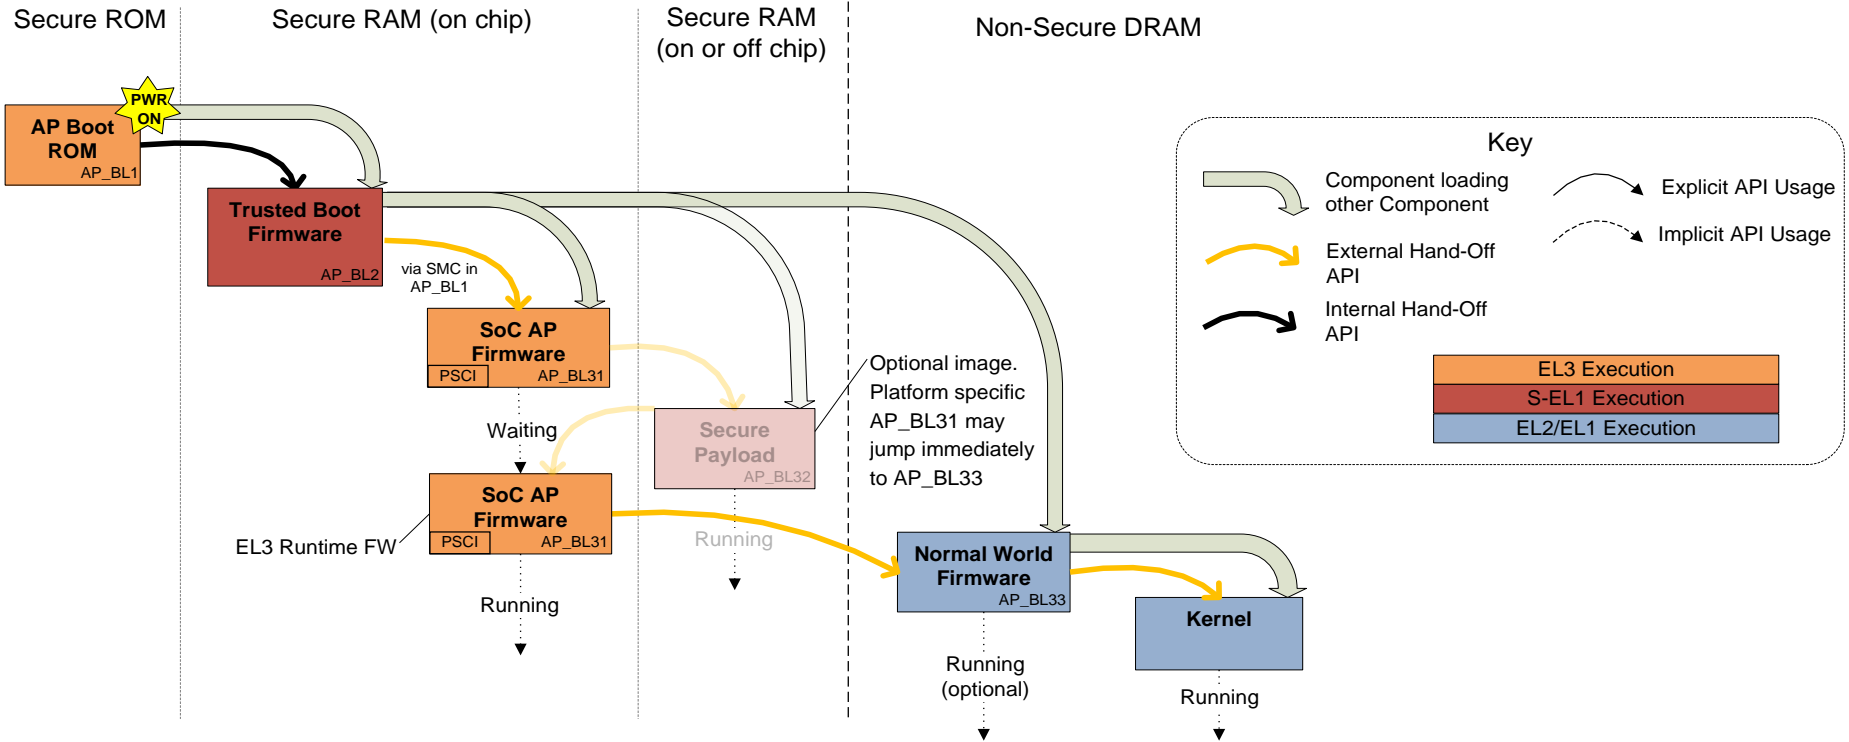 Secure ROM
Secure RAM (on chip)
Secure RAM
(on or off chip)
Non-Secure DRAM
PWR
ON
AP Boot
ROM
AP_BL1
Trusted Boot
Firmware
AP_BL2
via SMC in
AP_BL1
SoC AP
Firmware
PSCI
AP_BL31
Waiting
Secure
Payload
AP_BL32
Optional image.
Platform specific
AP_BL31 may
jump immediately
to AP_BL33
SoC AP
Firmware
PSCI
AP_BL31
EL3 Runtime FW
Running
Running
Normal World
Firmware
AP_BL33
Running
(optional)
Kernel
Running
Key
Component loading
other Component
External Hand-Off
API
Internal Hand-Off
API
Explicit API Usage
Implicit API Usage
EL3 Execution
S-EL1 Execution
EL2/EL1 Execution